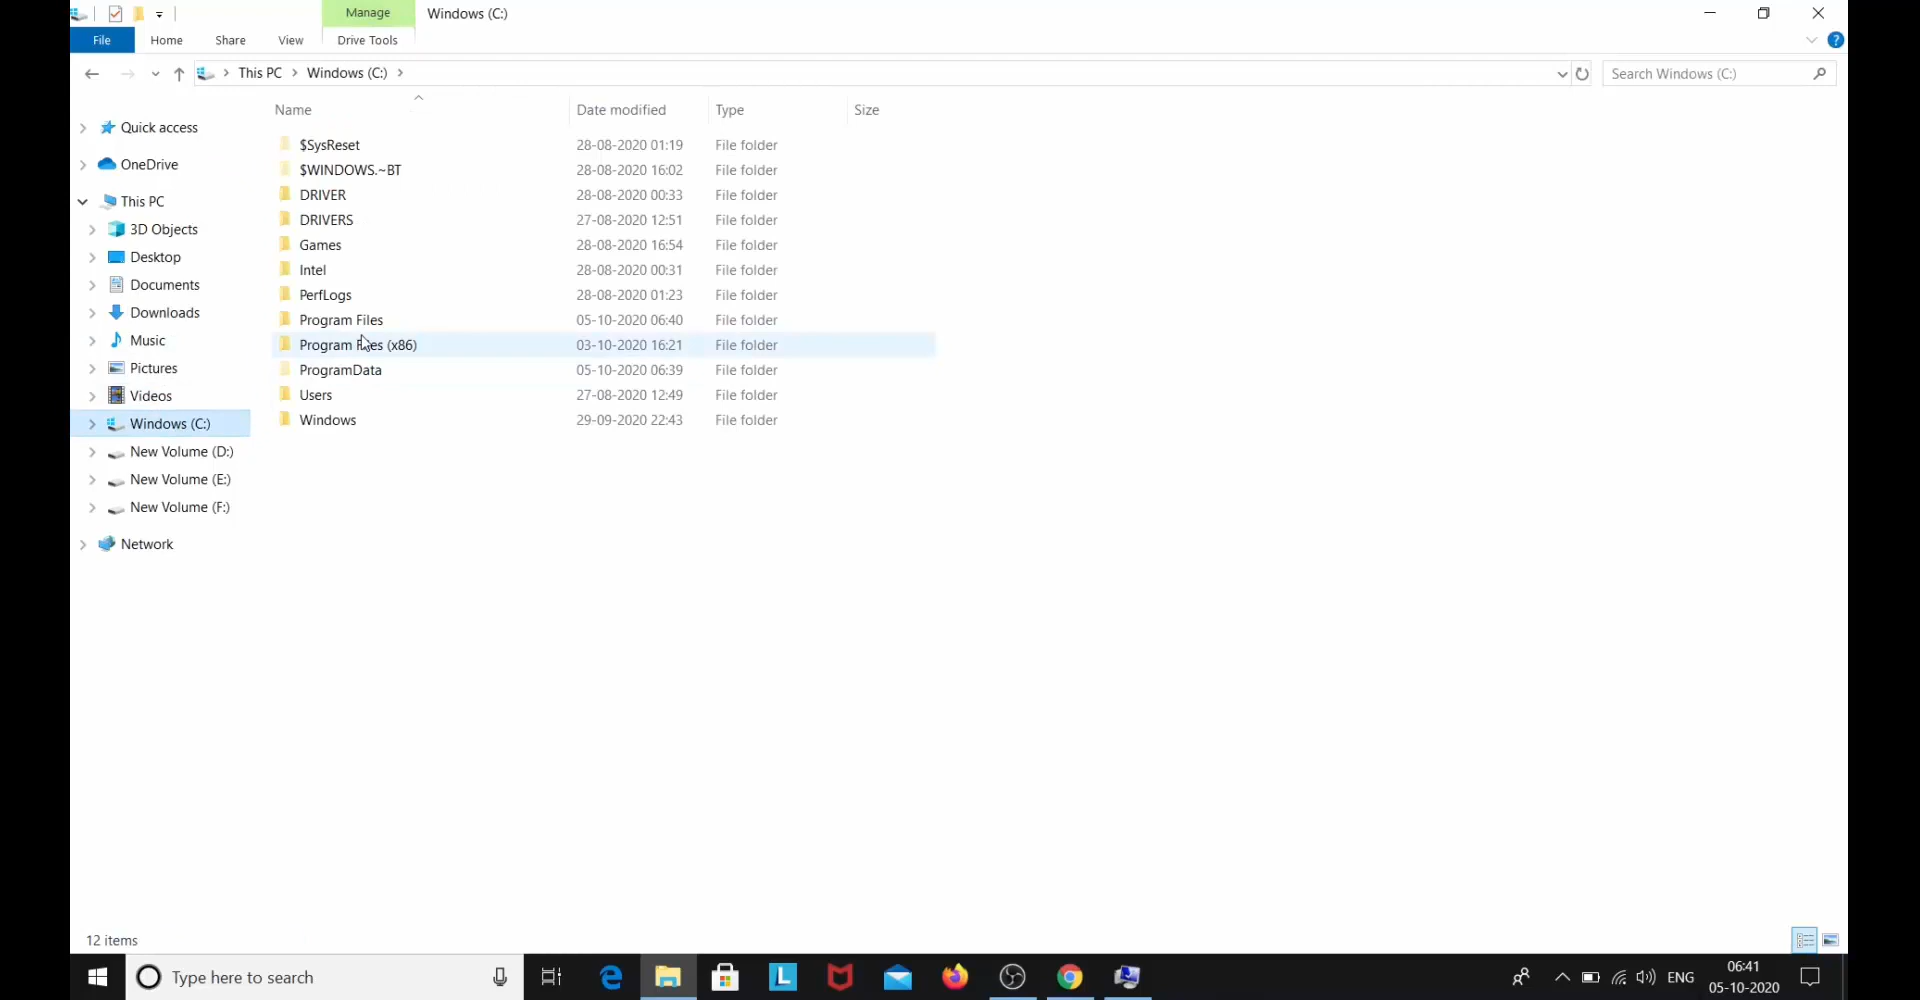 Manage
Windows (C:)
File
Home
Share
View
Drive Tools
This PC
Windows (C:)
Search Windows (C:)
Name
Date modified
Type
Size
Quick access
OneDrive
This PC
3D Objects
Desktop
Documents
Downloads
Music
Pictures
Videos
Windows (C:)
New Volume (D:)
New Volume (E:)
New Volume (F:)
Network
$SysReset 28-08-2020 01:19 File folder
$WINDOWS.~BT 28-08-2020 16:02 File folder
DRIVER 28-08-2020 00:33 File folder
DRIVERS 27-08-2020 12:51 File folder
Games 28-08-2020 16:54 File folder
Intel 28-08-2020 00:31 File folder
PerfLogs 28-08-2020 01:23 File folder
Program Files 05-10-2020 06:40 File folder
Program Files (x86) 03-10-2020 16:21 File folder
ProgramData 05-10-2020 06:39 File folder
Users 27-08-2020 12:49 File folder
Windows 29-09-2020 22:43 File folder
12 items
Type here to search
ENG
06:41
05-10-2020